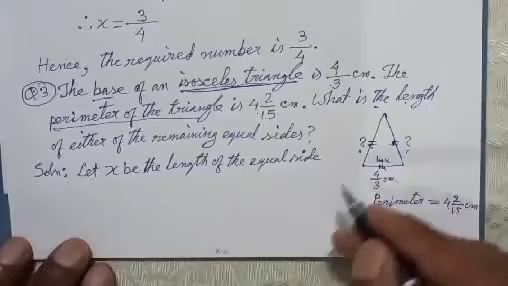 ∴ x = 3/4
Hence, the required number is 3/4.
Q3) The base of an isosceles triangle is 4/3 cm. The
perimeter of the triangle is 4 2/15 cm. What is the length
of either of the remaining equal sides?
Soln: Let x be the length of the equal side
? ?
4/3 cm.
Perimeter = 4 2/15 cm